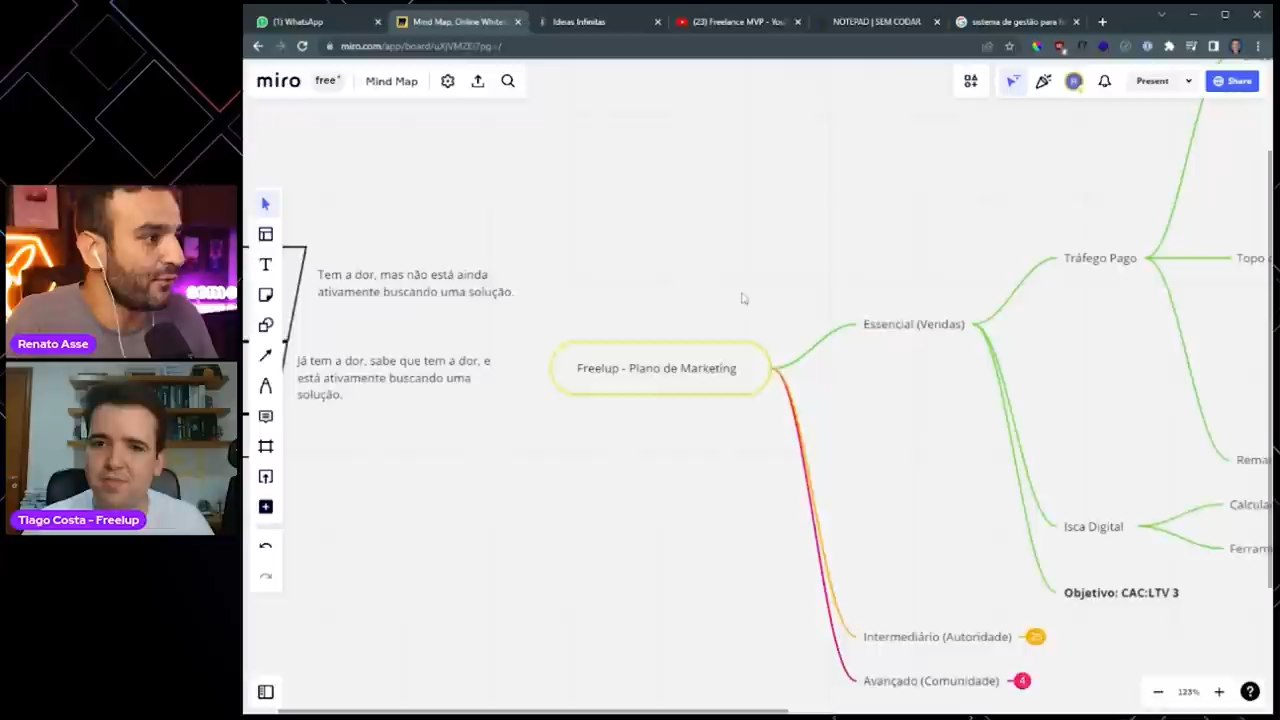 (1) WhatsApp
Mind Map, Online White
Ideas Infinitas
(23) Freelance MVP - You
NOTEPAD | SEM CODAR
sistema de gestão para f
miro.com/app/board/
miro
free
Mind Map
Present
Share
Tem a dor, mas não está ainda
ativamente buscando uma solução.
Já tem a dor, sabe que tem a dor, e
está ativamente buscando uma
solução.
Freelup - Plano de Marketing
Essencial (Vendas)
Tráfego Pago
Topo
Rema
Isca Digital
Calcula
Ferram
Objetivo: CAC:LTV 3
Intermediário (Autoridade)
25
Avançado (Comunidade)
4
123%
Renato Asse
Tiago Costa - Freelup